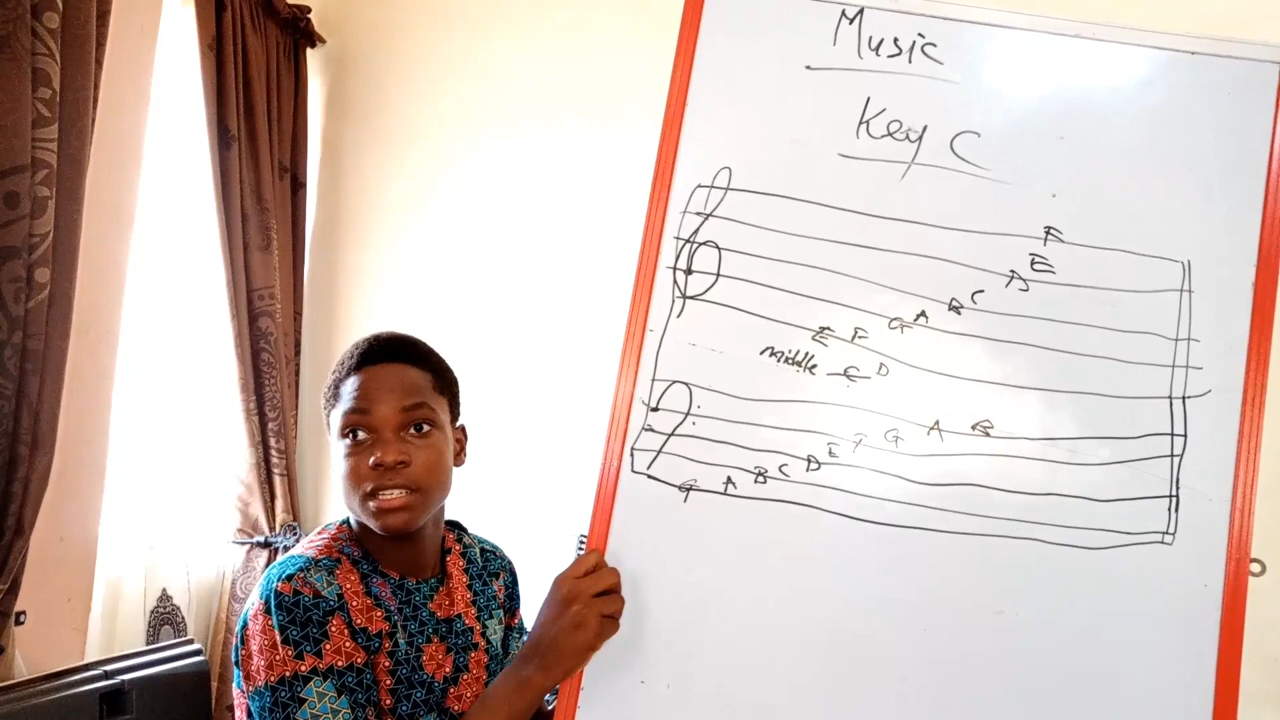 Music
Key C
E F G A B C D E F
middle C D
G A B C D E F G A B